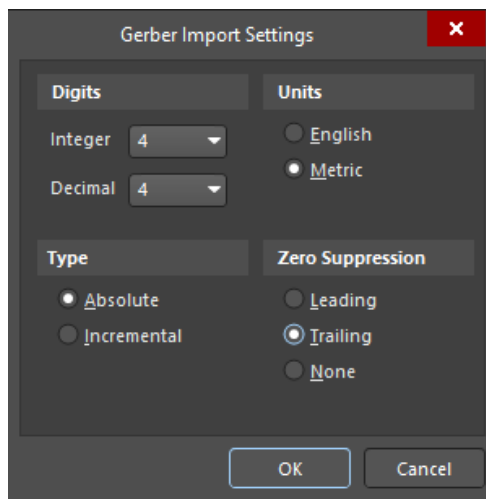 Gerber Import Settings
Digits
Units
Integer 4
English
Metric
Decimal 4
Type
Zero Suppression
Absolute
Leading
Incremental
Trailing
None
OK
Cancel